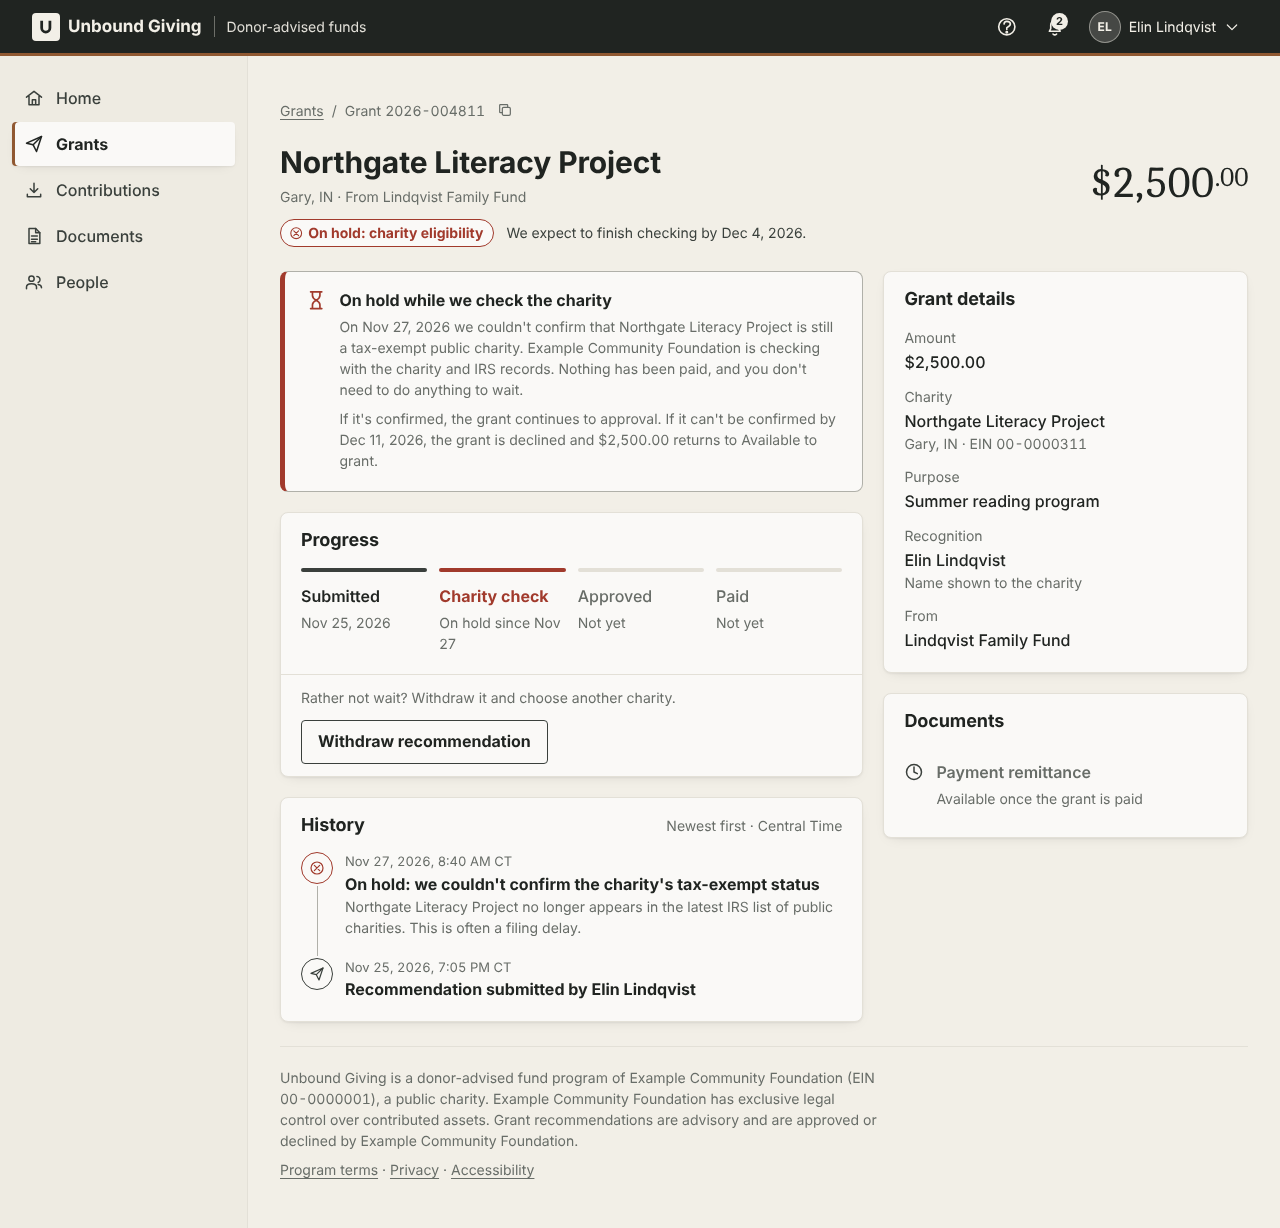 U Unbound Giving Donor-advised funds
2 EL Elin Lindqvist
Home
Grants
Contributions
Documents
People
Grants / Grant 2026-004811
Northgate Literacy Project
Gary, IN · From Lindqvist Family Fund
$2,500.00
On hold: charity eligibility We expect to finish checking by Dec 4, 2026.
On hold while we check the charity
On Nov 27, 2026 we couldn't confirm that Northgate Literacy Project is still
a tax-exempt public charity. Example Community Foundation is checking
with the charity and IRS records. Nothing has been paid, and you don't
need to do anything to wait.
If it's confirmed, the grant continues to approval. If it can't be confirmed by
Dec 11, 2026, the grant is declined and $2,500.00 returns to Available to
grant.
Progress
Submitted
Nov 25, 2026
Charity check
On hold since Nov
27
Approved
Not yet
Paid
Not yet
Rather not wait? Withdraw it and choose another charity.
Withdraw recommendation
History
Newest first · Central Time
Nov 27, 2026, 8:40 AM CT
On hold: we couldn't confirm the charity's tax-exempt status
Northgate Literacy Project no longer appears in the latest IRS list of public
charities. This is often a filing delay.
Nov 25, 2026, 7:05 PM CT
Recommendation submitted by Elin Lindqvist
Grant details
Amount
$2,500.00
Charity
Northgate Literacy Project
Gary, IN · EIN 00-0000311
Purpose
Summer reading program
Recognition
Elin Lindqvist
Name shown to the charity
From
Lindqvist Family Fund
Documents
Payment remittance
Available once the grant is paid
Unbound Giving is a donor-advised fund program of Example Community Foundation (EIN
00-0000001), a public charity. Example Community Foundation has exclusive legal
control over contributed assets. Grant recommendations are advisory and are approved or
declined by Example Community Foundation.
Program terms · Privacy · Accessibility